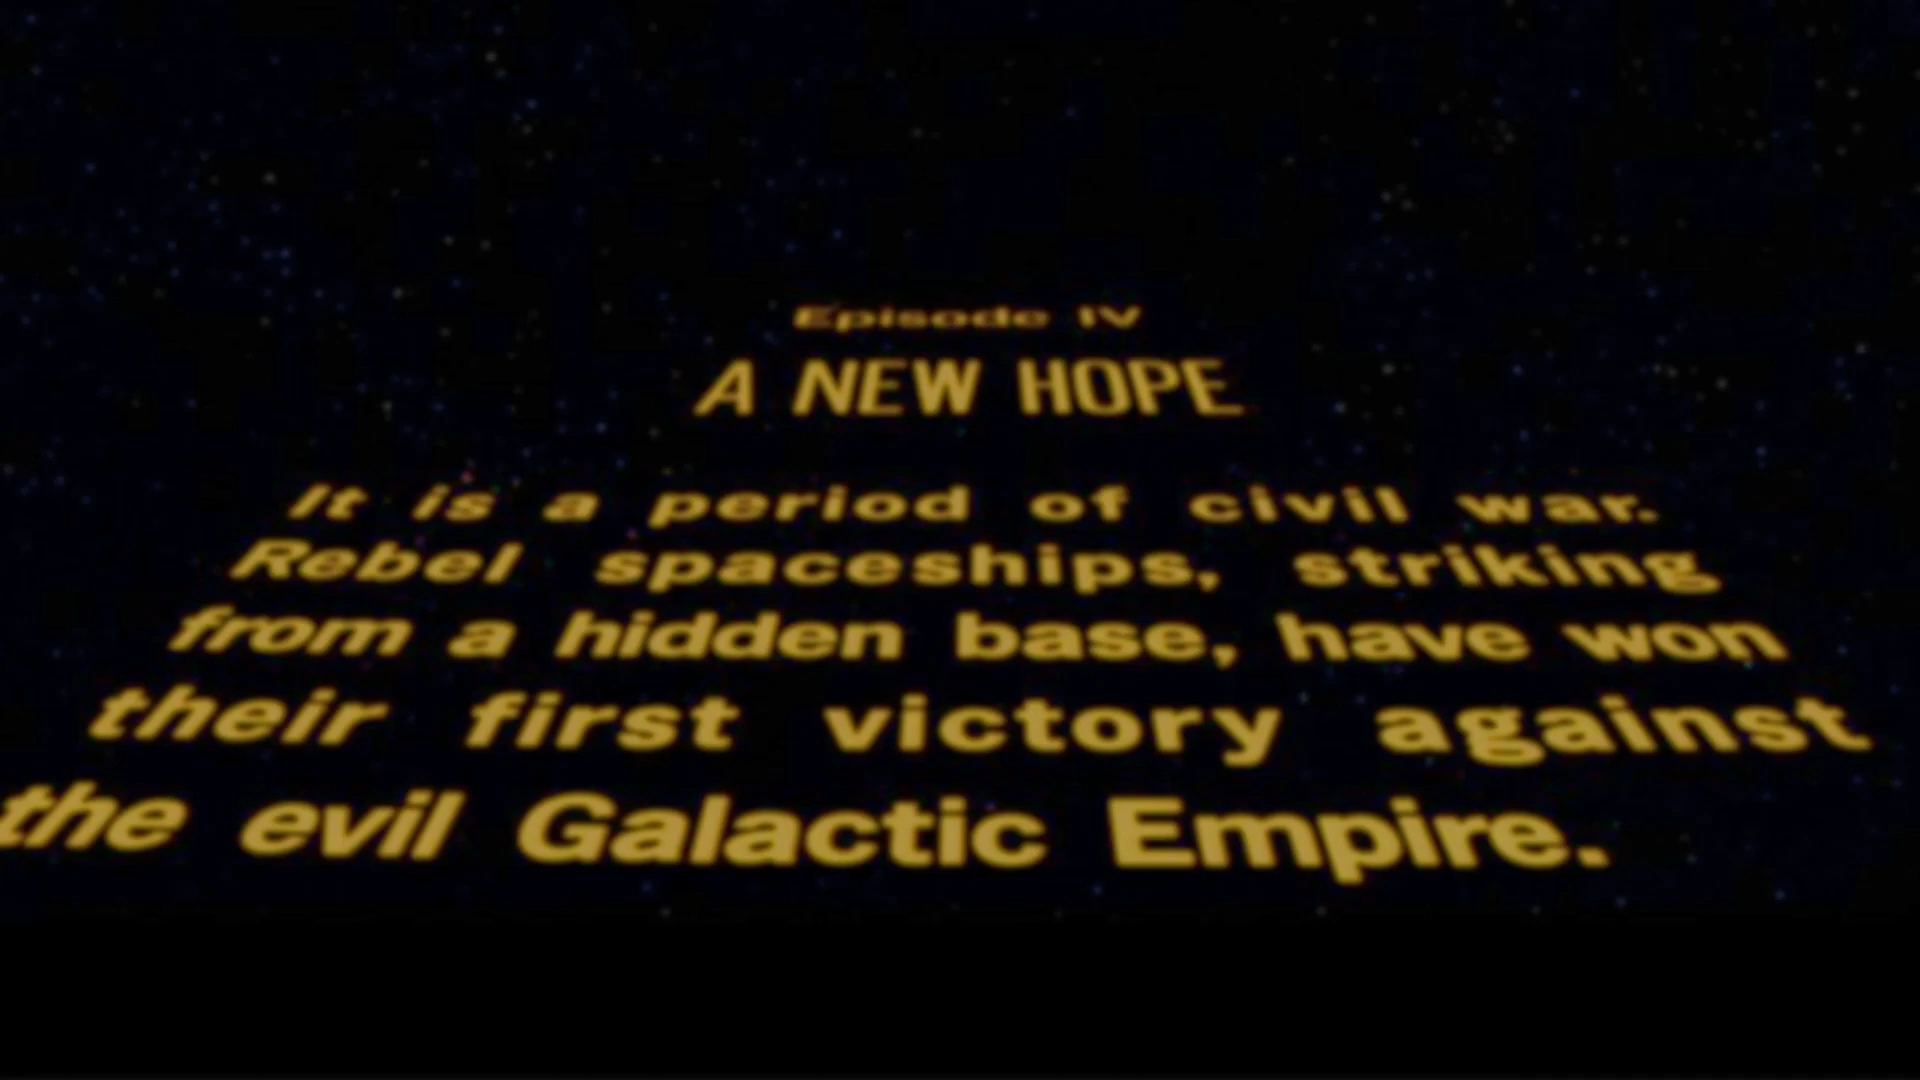 Episode IV
A NEW HOPE
It is a period of civil war.
Rebel spaceships, striking
from a hidden base, have won
their first victory against
the evil Galactic Empire.